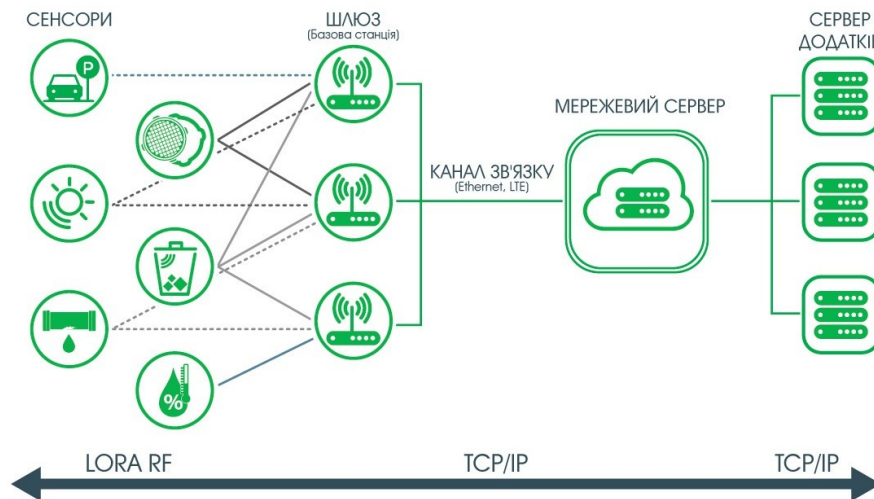 СЕНСОРИ
ШЛЮЗ
(Базова станція)
СЕРВЕР
ДОДАТКІВ
P
МЕРЕЖЕВИЙ СЕРВЕР
КАНАЛ ЗВ'ЯЗКУ
(Ethernet, LTE)
%
LORA RF
TCP/IP
TCP/IP